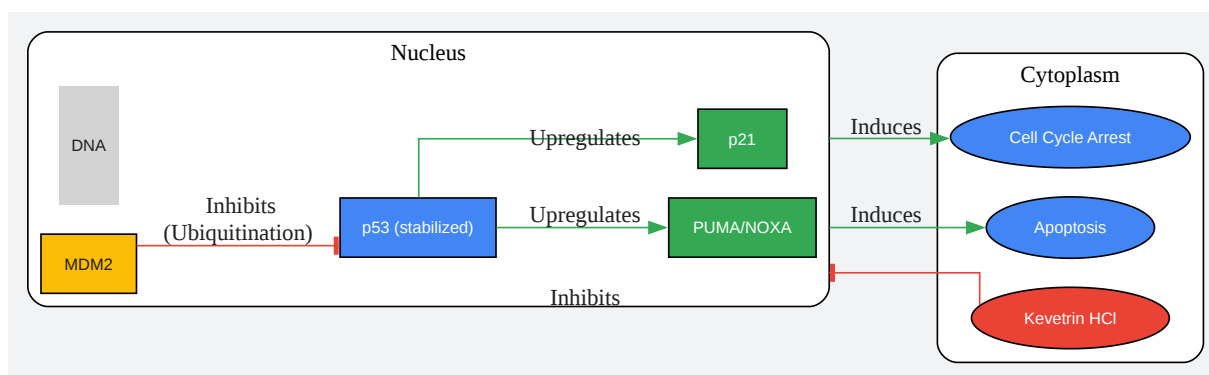 Nucleus
Cytoplasm
DNA
Upregulates
p21
Induces
Cell Cycle Arrest
Inhibits
(Ubiquitination)
p53 (stabilized)
Upregulates
PUMA/NOXA
Induces
Apoptosis
MDM2
Inhibits
Kevetrin HCl